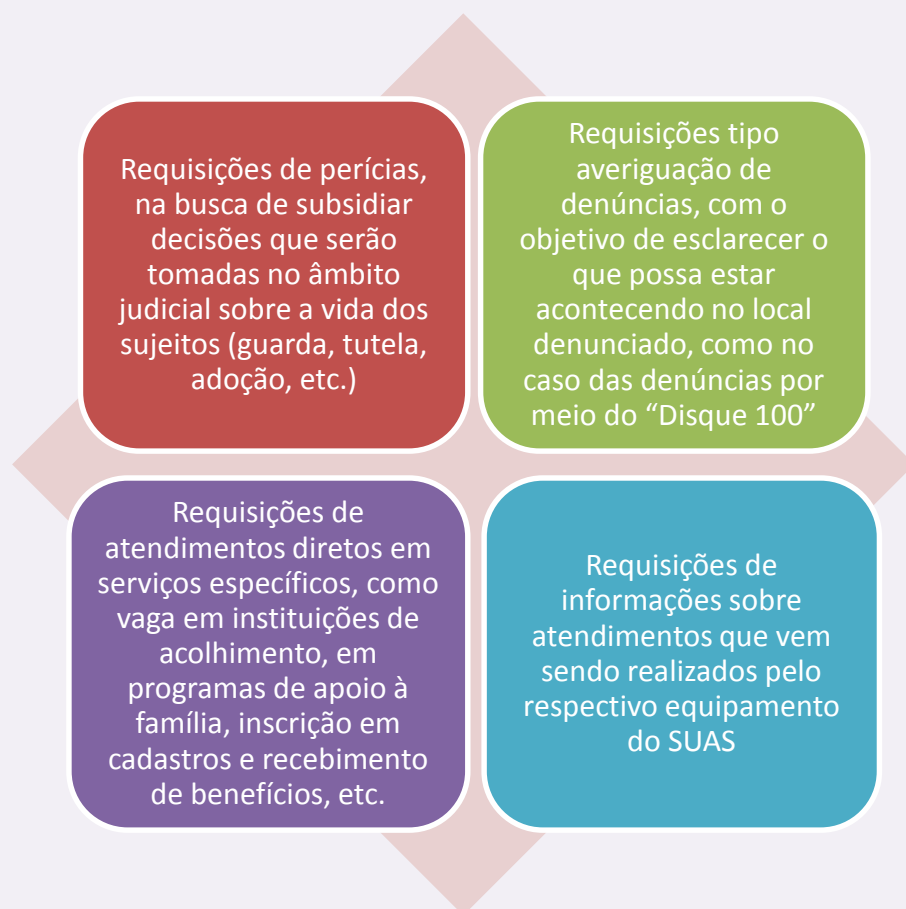 Requisições de perícias,
na busca de subsidiar
decisões que serão
tomadas no âmbito
judicial sobre a vida dos
sujeitos (guarda, tutela,
adoção, etc.)
Requisições tipo
averiguação de
denúncias, com o
objetivo de esclarecer o
que possa estar
acontecendo no local
denunciado, como no
caso das denúncias por
meio do “Disque 100”
Requisições de
atendimentos diretos em
serviços específicos, como
vaga em instituições de
acolhimento, em
programas de apoio à
família, inscrição em
cadastros e recebimento
de benefícios, etc.
Requisições de
informações sobre
atendimentos que vem
sendo realizados pelo
respectivo equipamento
do SUAS